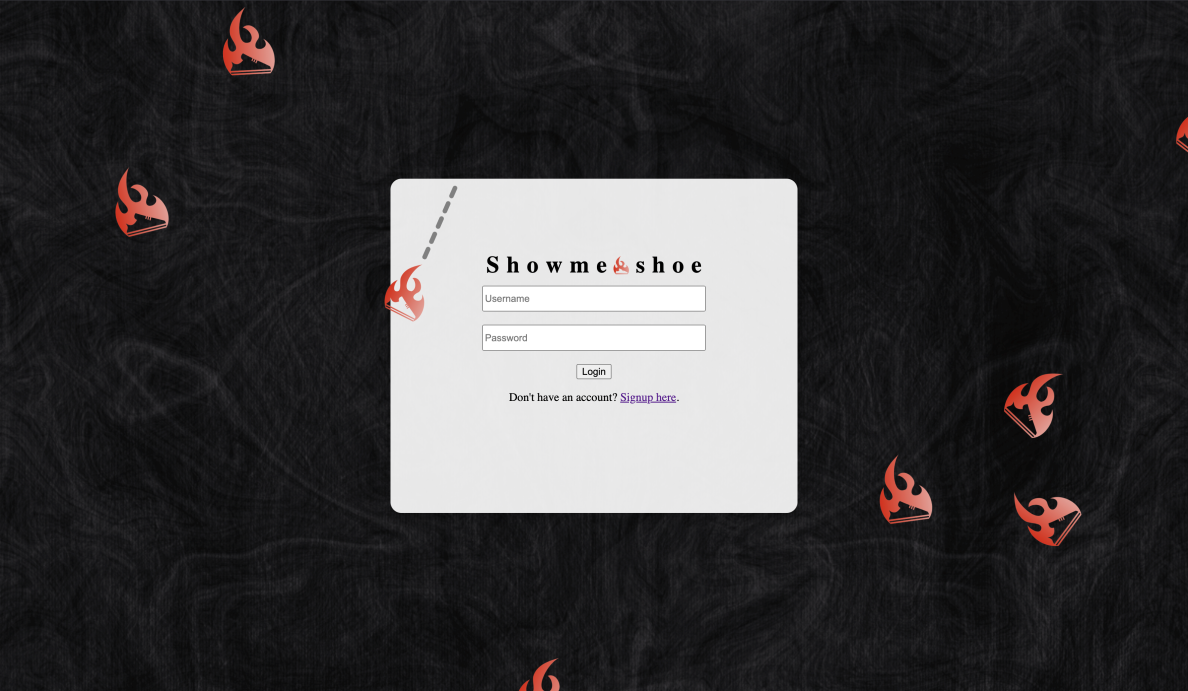 Showme shoe
Username
Password
Login
Don't have an account? Signup here.